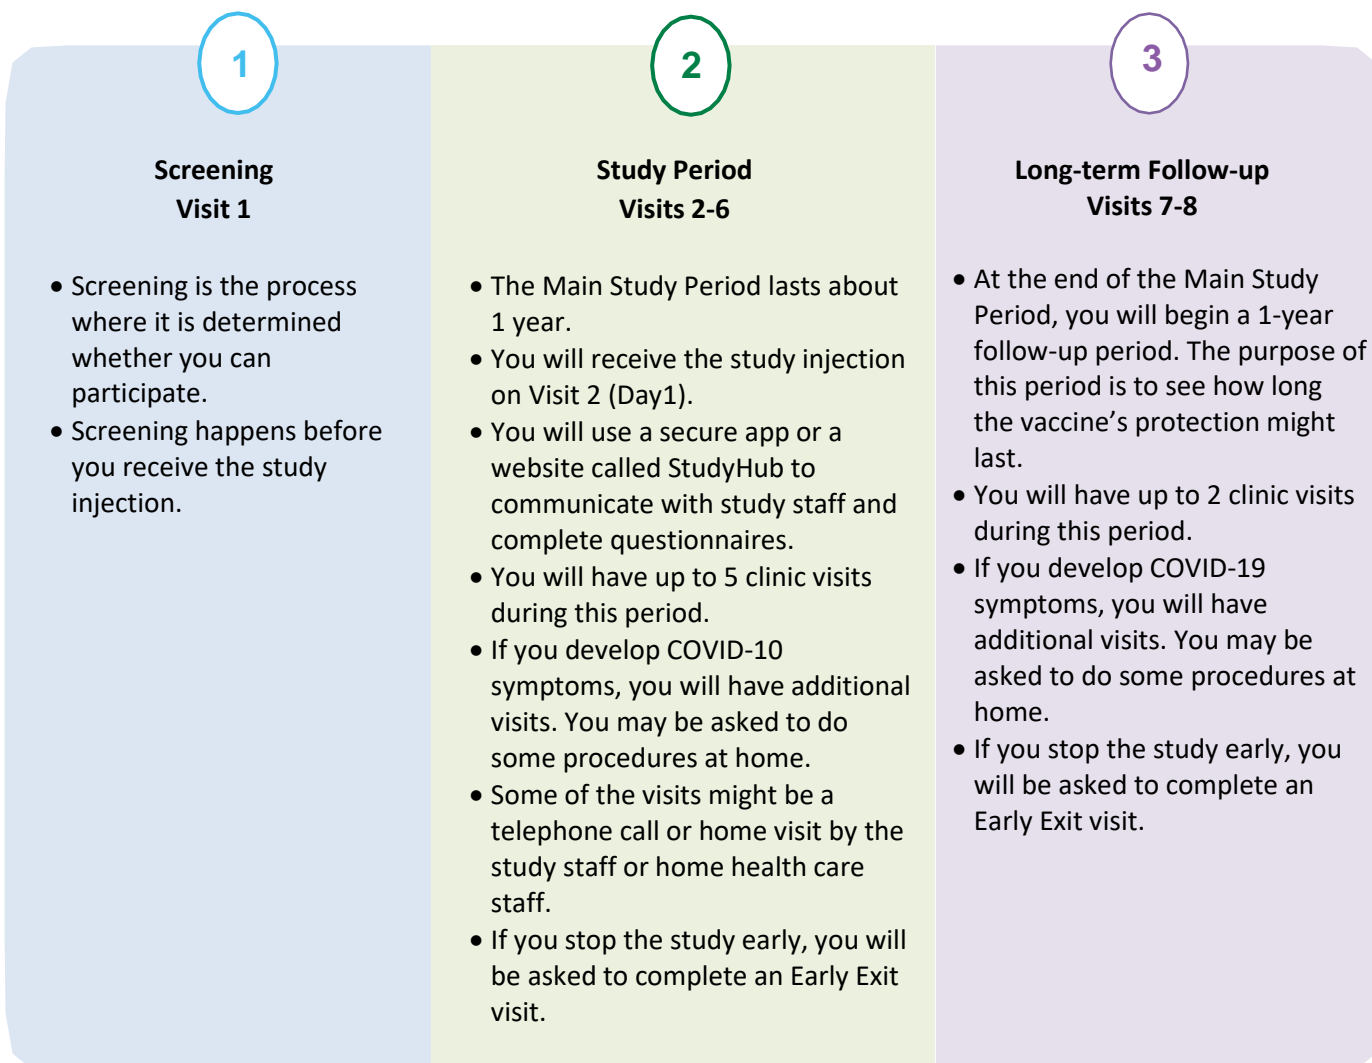 1
Screening
Visit 1
• Screening is the process
where it is determined
whether you can
participate.
• Screening happens before
you receive the study
injection.
2
Study Period
Visits 2-6
• The Main Study Period lasts about
1 year.
• You will receive the study injection
on Visit 2 (Day1).
• You will use a secure app or a
website called StudyHub to
communicate with study staff and
complete questionnaires.
• You will have up to 5 clinic visits
during this period.
• If you develop COVID-10
symptoms, you will have additional
visits. You may be asked to do
some procedures at home.
• Some of the visits might be a
telephone call or home visit by the
study staff or home health care
staff.
• If you stop the study early, you will
be asked to complete an Early Exit
visit.
3
Long-term Follow-up
Visits 7-8
• At the end of the Main Study
Period, you will begin a 1-year
follow-up period. The purpose of
this period is to see how long
the vaccine’s protection might
last.
• You will have up to 2 clinic visits
during this period.
• If you develop COVID-19
symptoms, you will have
additional visits. You may be
asked to do some procedures at
home.
• If you stop the study early, you
will be asked to complete an
Early Exit visit.